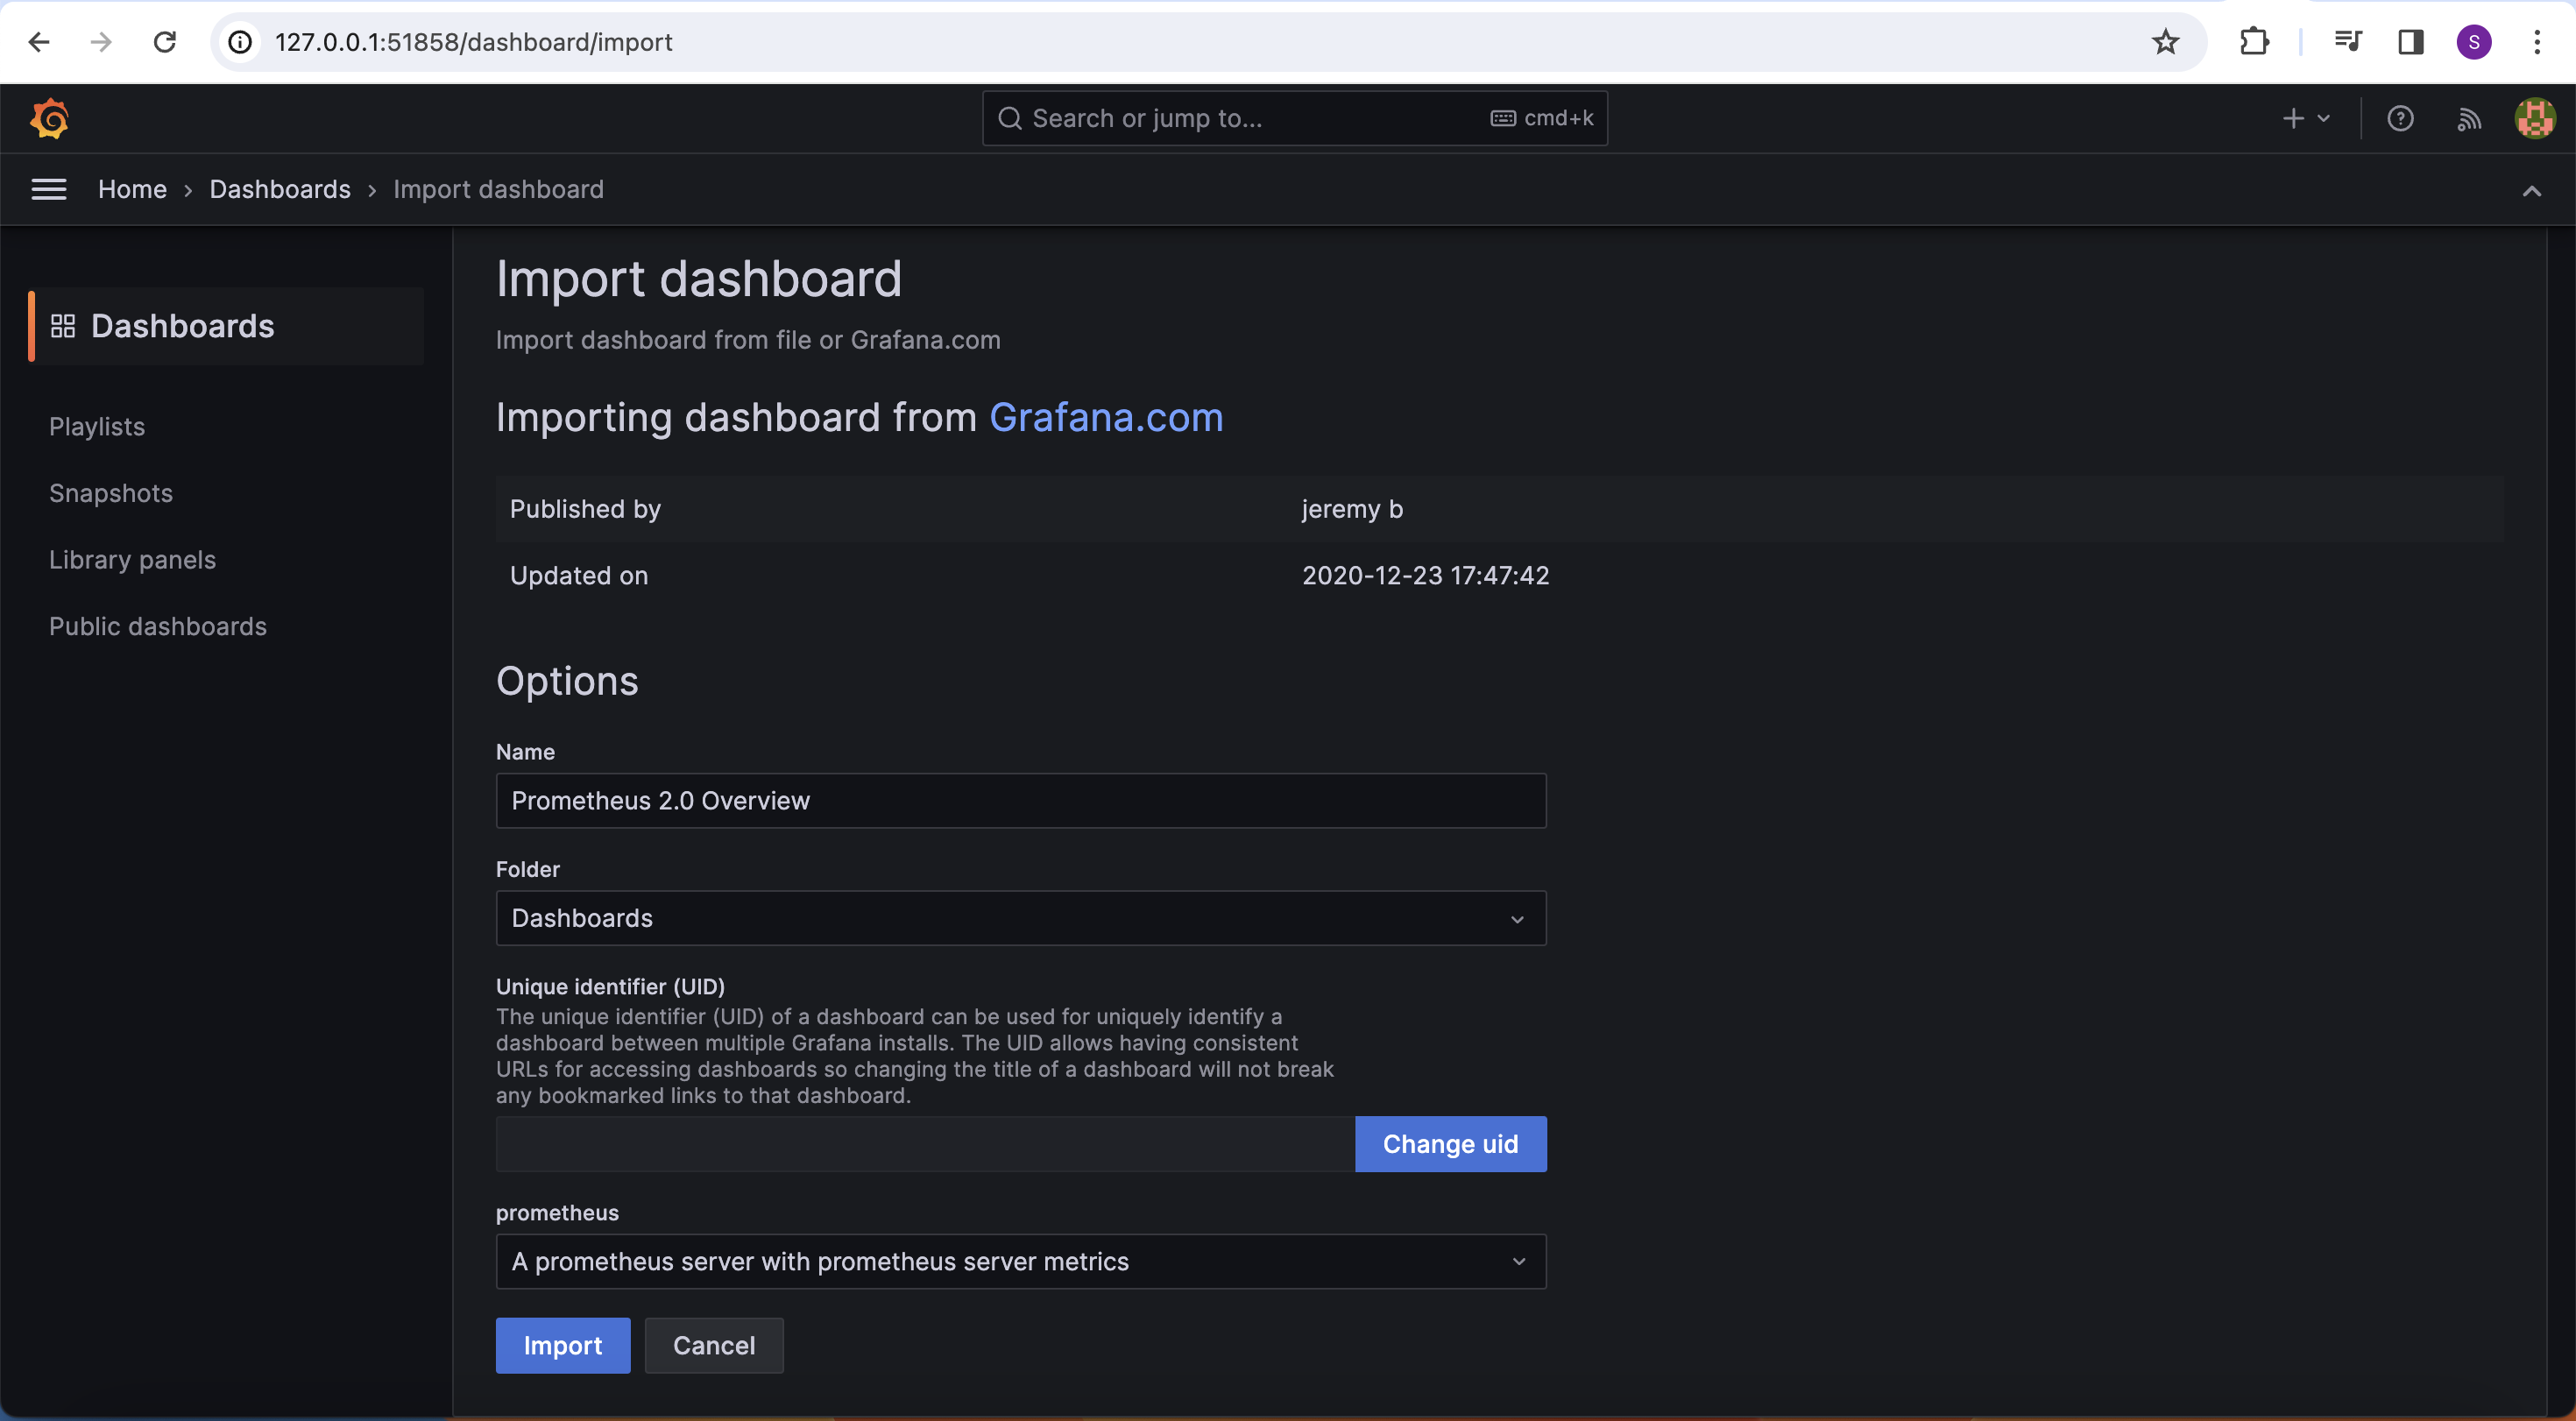 127.0.0.1:51858/dashboard/import
S
Search or jump to...
cmd+k
Home
Dashboards
Import dashboard
Dashboards
Playlists
Snapshots
Library panels
Public dashboards
Import dashboard
Import dashboard from file or Grafana.com
Importing dashboard from Grafana.com
Published by jeremy b
Updated on 2020-12-23 17:47:42
Options
Name
Prometheus 2.0 Overview
Folder
Dashboards
Unique identifier (UID)
The unique identifier (UID) of a dashboard can be used for uniquely identify a
dashboard between multiple Grafana installs. The UID allows having consistent
URLs for accessing dashboards so changing the title of a dashboard will not break
any bookmarked links to that dashboard.
Change uid
prometheus
A prometheus server with prometheus server metrics
Import Cancel